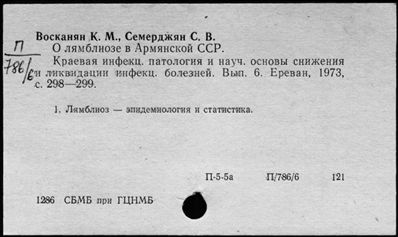 Восканян К. М., Семерджян С. В.
О лямблиозе в Армянской ССР.
Краевая инфекц. патология и науч. основы снижения
и ликвидации инфекц. болезней. Вып. 6. Ереван, 1973,
с. 298—299.
П
786/6
1. Лямблиоз — эпидемиология и статистика.
П-5-5а П/786/6 121
1286 СБМБ при ГЦНМБ